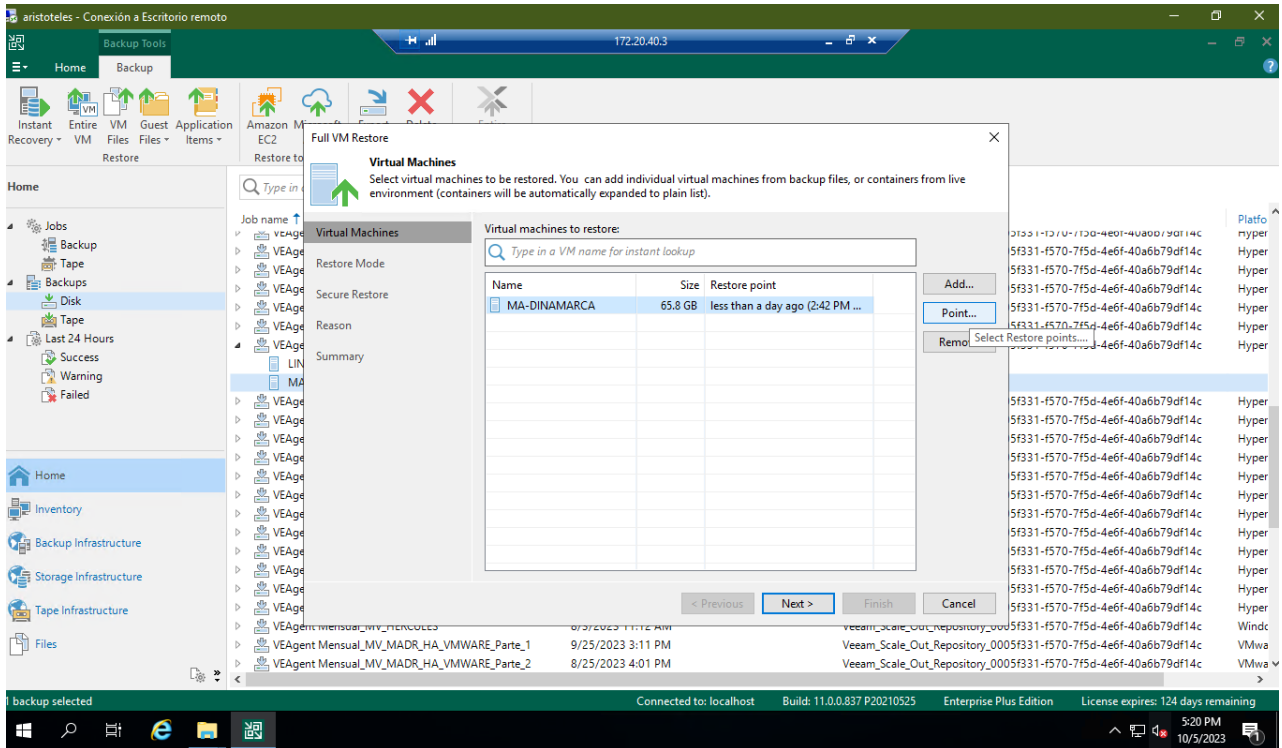 aristoteles - Conexión a Escritorio remoto
Backup Tools
172.20.40.3
Home Backup
Instant Recovery
Entire VM
VM Files
Guest Files
Application Items
Amazon EC2
Restore
Restore to
Full VM Restore
Virtual Machines
Select virtual machines to be restored. You can add individual virtual machines from backup files, or containers from live
environment (containers will be automatically expanded to plain list).
Home
Type in
Jobs
Backup
Tape
Backups
Disk
Tape
Last 24 Hours
Success
Warning
Failed
Home
Inventory
Backup Infrastructure
Storage Infrastructure
Tape Infrastructure
Files
Job name
Platfo
Virtual Machines
Restore Mode
Secure Restore
Reason
Summary
Virtual machines to restore:
Type in a VM name for instant lookup
Name Size Restore point
MA-DINAMARCA 65.8 GB less than a day ago (2:42 PM ...
Add...
Point...
Select Restore points....
< Previous Next > Finish Cancel
VEAgent Mensual_MV_HERCULES
VEAgent Mensual_MV_MADR_HA_VMWARE_Parte_1 9/25/2023 3:11 PM Veeam_Scale_Out_Repository_0005f331-f570-7f5d-4e6f-40a6b79df14c VMwa
VEAgent Mensual_MV_MADR_HA_VMWARE_Parte_2 8/25/2023 4:01 PM Veeam_Scale_Out_Repository_0005f331-f570-7f5d-4e6f-40a6b79df14c VMwa
1 backup selected
Connected to: localhost Build: 11.0.0.837 P20210525 Enterprise Plus Edition License expires: 124 days remaining
5:20 PM
10/5/2023